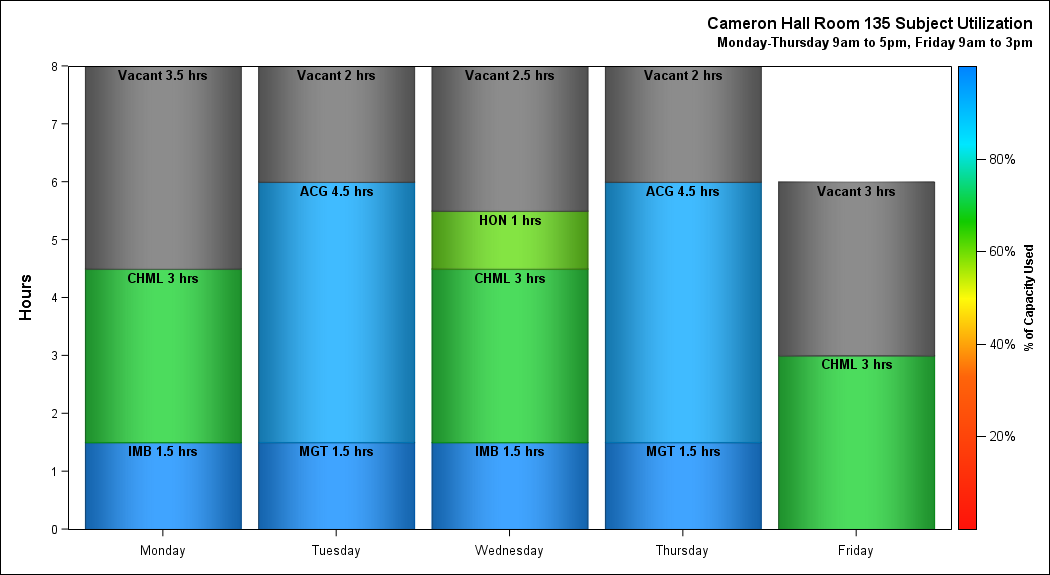 Cameron Hall Room 135 Subject Utilization
Monday-Thursday 9am to 5pm, Friday 9am to 3pm
8
7
6
5
4
3
2
1
0
Hours
Vacant 3.5 hrs
CHML 3 hrs
IMB 1.5 hrs
Vacant 2 hrs
ACG 4.5 hrs
MGT 1.5 hrs
Vacant 2.5 hrs
HON 1 hrs
CHML 3 hrs
IMB 1.5 hrs
Vacant 2 hrs
ACG 4.5 hrs
MGT 1.5 hrs
Vacant 3 hrs
CHML 3 hrs
Monday
Tuesday
Wednesday
Thursday
Friday
80%
60%
40%
20%
% of Capacity Used